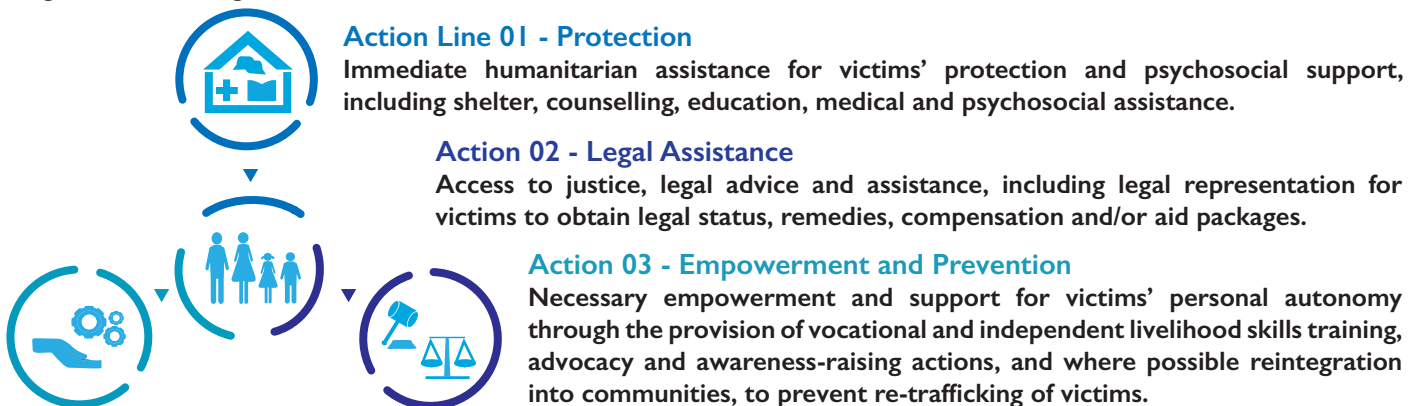 Action Line 01 - Protection
Immediate humanitarian assistance for victims’ protection and psychosocial support,
including shelter, counselling, education, medical and psychosocial assistance.
Action 02 - Legal Assistance
Access to justice, legal advice and assistance, including legal representation for
victims to obtain legal status, remedies, compensation and/or aid packages.
Action 03 - Empowerment and Prevention
Necessary empowerment and support for victims’ personal autonomy
through the provision of vocational and independent livelihood skills training,
advocacy and awareness-raising actions, and where possible reintegration
into communities, to prevent re-trafficking of victims.